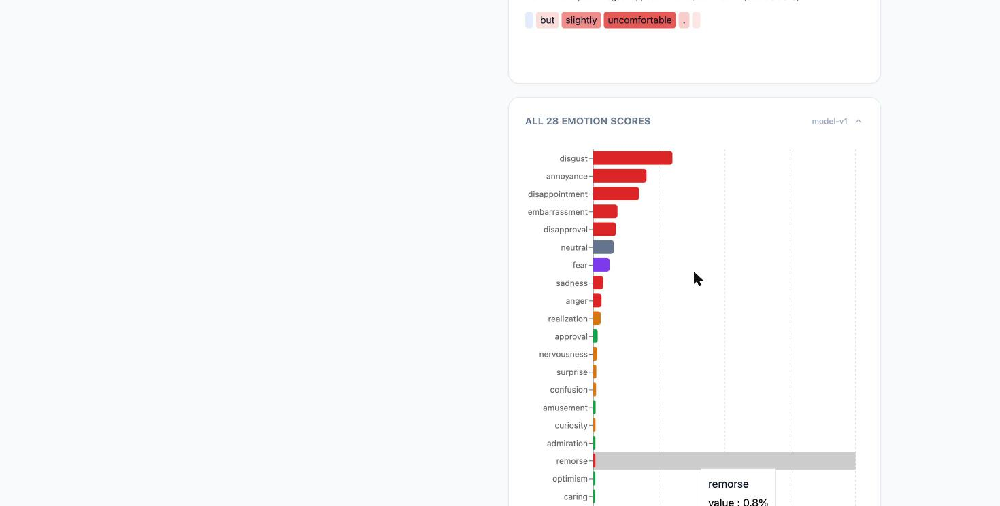 but slightly uncomfortable .
ALL 28 EMOTION SCORES
model-v1
disgust
annoyance
disappointment
embarrassment
disapproval
neutral
fear
sadness
anger
realization
approval
nervousness
surprise
confusion
amusement
curiosity
admiration
remorse
optimism
caring
remorse
value : 0.8%